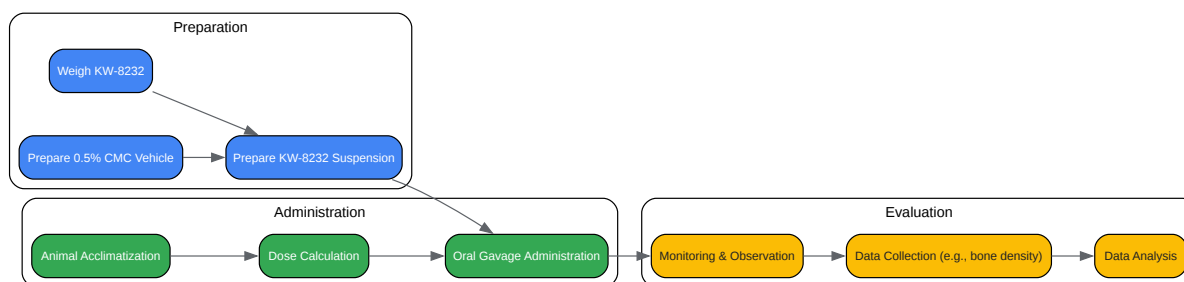 Preparation
Weigh KW-8232
Prepare 0.5% CMC Vehicle
Prepare KW-8232 Suspension
Administration
Animal Acclimatization
Dose Calculation
Oral Gavage Administration
Evaluation
Monitoring & Observation
Data Collection (e.g., bone density)
Data Analysis